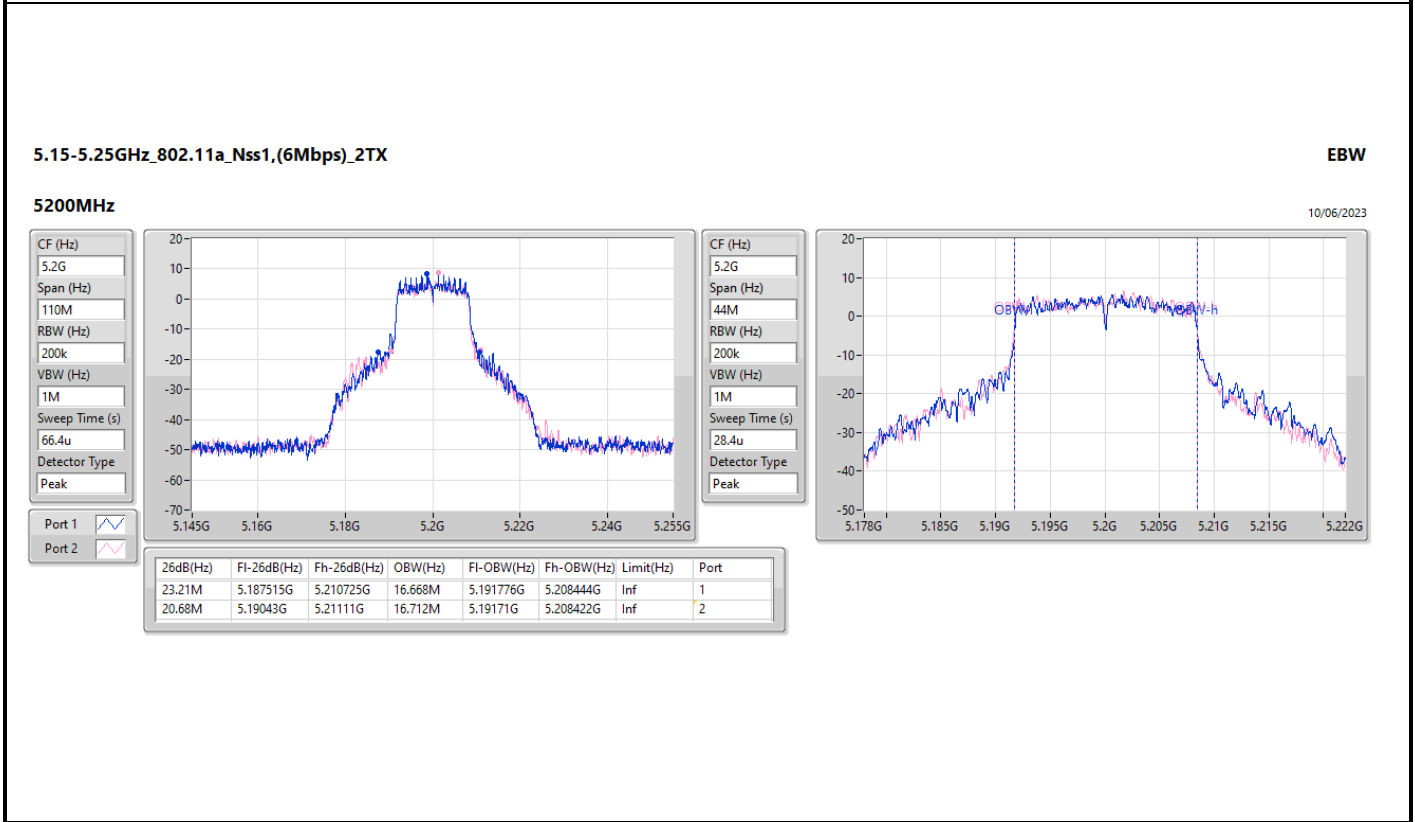 5.15-5.25GHz_802.11a_Nss1,(6Mbps)_2TX
EBW
5200MHz
10/06/2023
CF (Hz)
5.2G
Span (Hz)
110M
RBW (Hz)
200k
VBW (Hz)
1M
Sweep Time (s)
66.4u
Detector Type
Peak
Port 1
Port 2
20
10
0
-10
-20
-30
-40
-50
-60
-70
5.145G 5.16G 5.18G 5.2G 5.22G 5.24G 5.255G
CF (Hz)
5.2G
Span (Hz)
44M
RBW (Hz)
200k
VBW (Hz)
1M
Sweep Time (s)
28.4u
Detector Type
Peak
20
10
0
-10
-20
-30
-40
-50
5.178G 5.185G 5.19G 5.195G 5.2G 5.205G 5.21G 5.215G 5.222G
26dB(Hz) Fl-26dB(Hz) Fh-26dB(Hz) OBW(Hz) Fl-OBW(Hz) Fh-OBW(Hz) Limit(Hz) Port
23.21M 5.187515G 5.210725G 16.668M 5.191776G 5.208444G Inf 1
20.68M 5.19043G 5.21111G 16.712M 5.19171G 5.208422G Inf 2